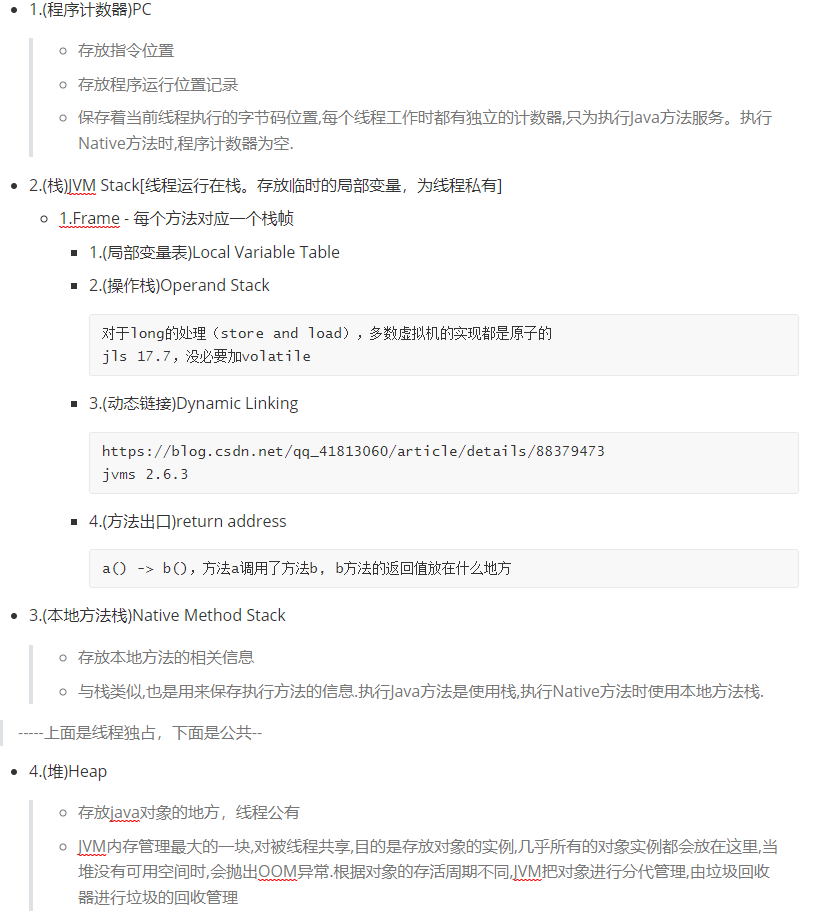 1.(程序计数器)PC
存放指令位置
存放程序运行位置记录
保存着当前线程执行的字节码位置,每个线程工作时都有独立的计数器,只为执行Java方法服务。执行
Native方法时,程序计数器为空.
2.(栈)JVM Stack[线程运行在栈。存放临时的局部变量，为线程私有]
1.Frame - 每个方法对应一个栈帧
1.(局部变量表)Local Variable Table
2.(操作栈)Operand Stack
对于long的处理（store and load），多数虚拟机的实现都是原子的
jls 17.7，没必要加volatile
3.(动态链接)Dynamic Linking
https://blog.csdn.net/qq_41813060/article/details/88379473
jvms 2.6.3
4.(方法出口)return address
a() -> b()，方法a调用了方法b, b方法的返回值放在什么地方
3.(本地方法栈)Native Method Stack
存放本地方法的相关信息
与栈类似,也是用来保存执行方法的信息.执行Java方法是使用栈,执行Native方法时使用本地方法栈.
-----上面是线程独占，下面是公共--
4.(堆)Heap
存放java对象的地方，线程公有
JVM内存管理最大的一块,对被线程共享,目的是存放对象的实例,几乎所有的对象实例都会放在这里,当
堆没有可用空间时,会抛出OOM异常.根据对象的存活周期不同,JVM把对象进行分代管理,由垃圾回收
器进行垃圾的回收管理